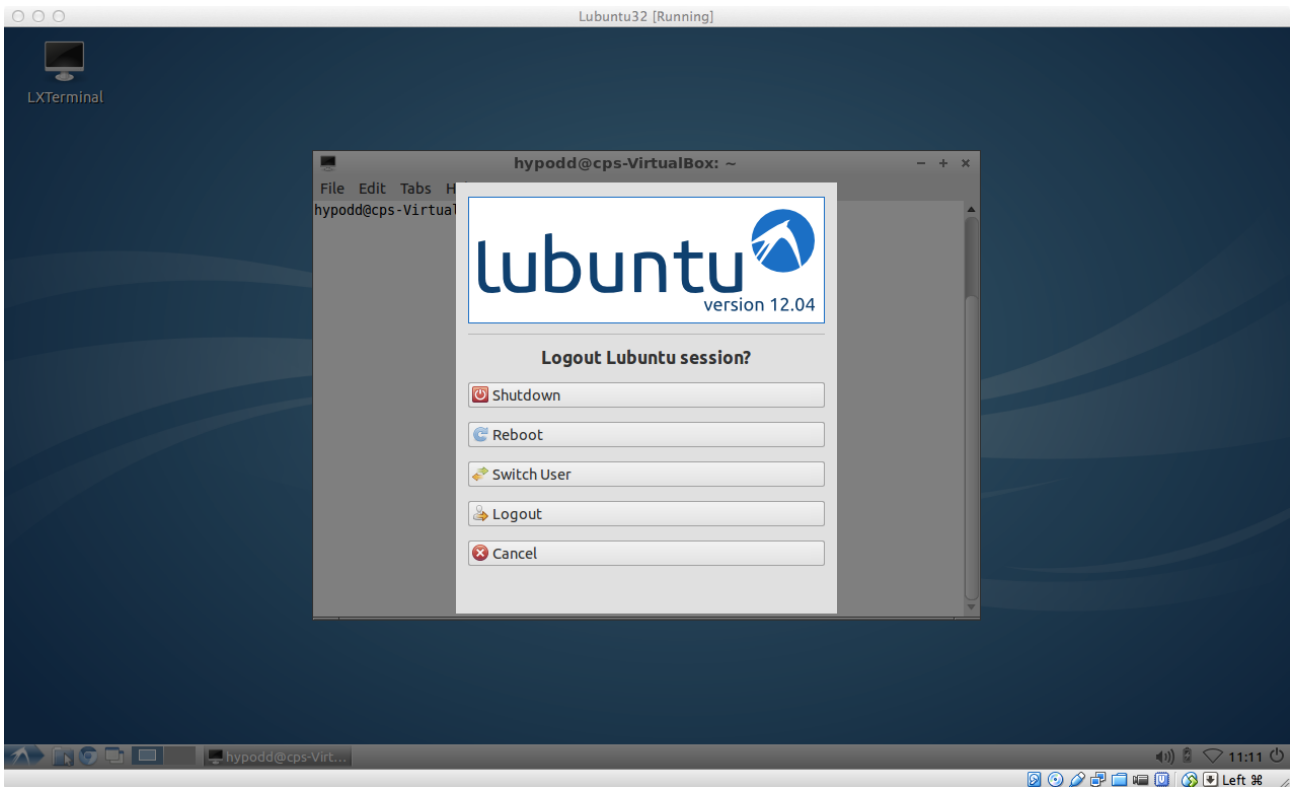 Lubuntu32 [Running]
LXTerminal
hypodd@cps-VirtualBox: ~
File Edit Tabs
hypodd@cps-Virtual
lubuntu
version 12.04
Logout Lubuntu session?
Shutdown
Reboot
Switch User
Logout
Cancel
hypodd@cps-Virt...
11:11
Left ⌘